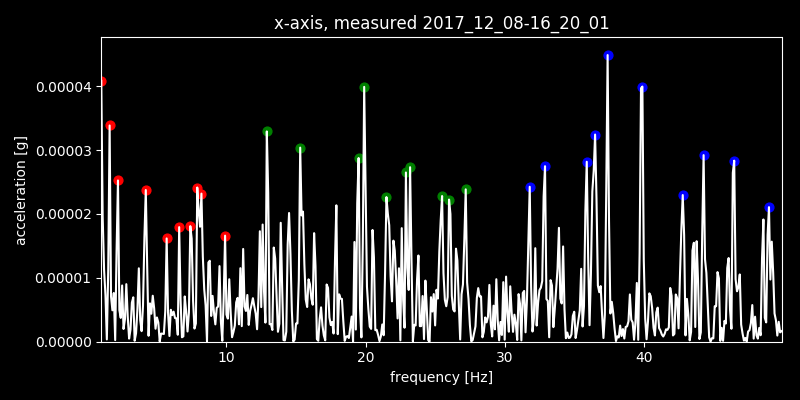 x-axis, measured 2017_12_08-16_20_01
acceleration [g]
0.00004
0.00003
0.00002
0.00001
0.00000
10 20 30 40
frequency [Hz]